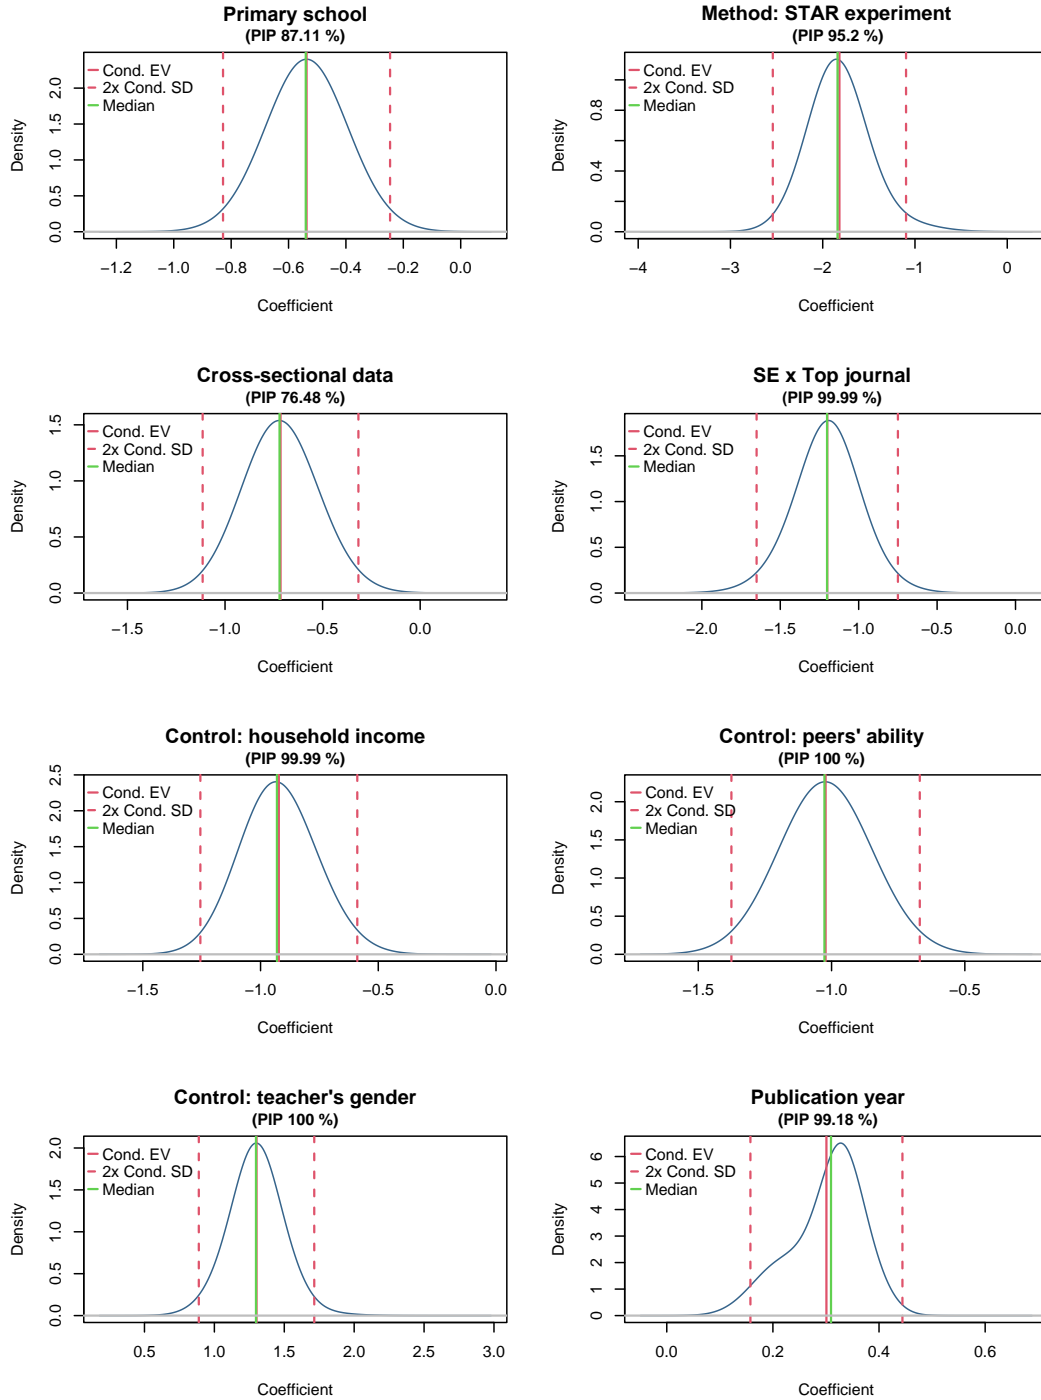 Primary school
(PIP 87.11 %)
Cond. EV
2x Cond. SD
Median
Density
0.0 0.5 1.0 1.5 2.0
−1.2 −1.0 −0.8 −0.6 −0.4 −0.2 0.0
Coefficient
Method: STAR experiment
(PIP 95.2 %)
Cond. EV
2x Cond. SD
Median
Density
0.0 0.4 0.8
−4 −3 −2 −1 0
Coefficient
Cross-sectional data
(PIP 76.48 %)
Cond. EV
2x Cond. SD
Median
Density
0.0 0.5 1.0 1.5
−1.5 −1.0 −0.5 0.0
Coefficient
SE x Top journal
(PIP 99.99 %)
Cond. EV
2x Cond. SD
Median
Density
0.0 0.5 1.0 1.5
−2.0 −1.5 −1.0 −0.5 0.0
Coefficient
Control: household income
(PIP 99.99 %)
Cond. EV
2x Cond. SD
Median
Density
0.0 0.5 1.0 1.5 2.0 2.5
−1.5 −1.0 −0.5 0.0
Coefficient
Control: peers' ability
(PIP 100 %)
Cond. EV
2x Cond. SD
Median
Density
0.0 0.5 1.0 1.5 2.0
−1.5 −1.0 −0.5
Coefficient
Control: teacher's gender
(PIP 100 %)
Cond. EV
2x Cond. SD
Median
Density
0.0 0.5 1.0 1.5 2.0
0.5 1.0 1.5 2.0 2.5 3.0
Coefficient
Publication year
(PIP 99.18 %)
Cond. EV
2x Cond. SD
Median
Density
0 1 2 3 4 5 6
0.0 0.2 0.4 0.6
Coefficient